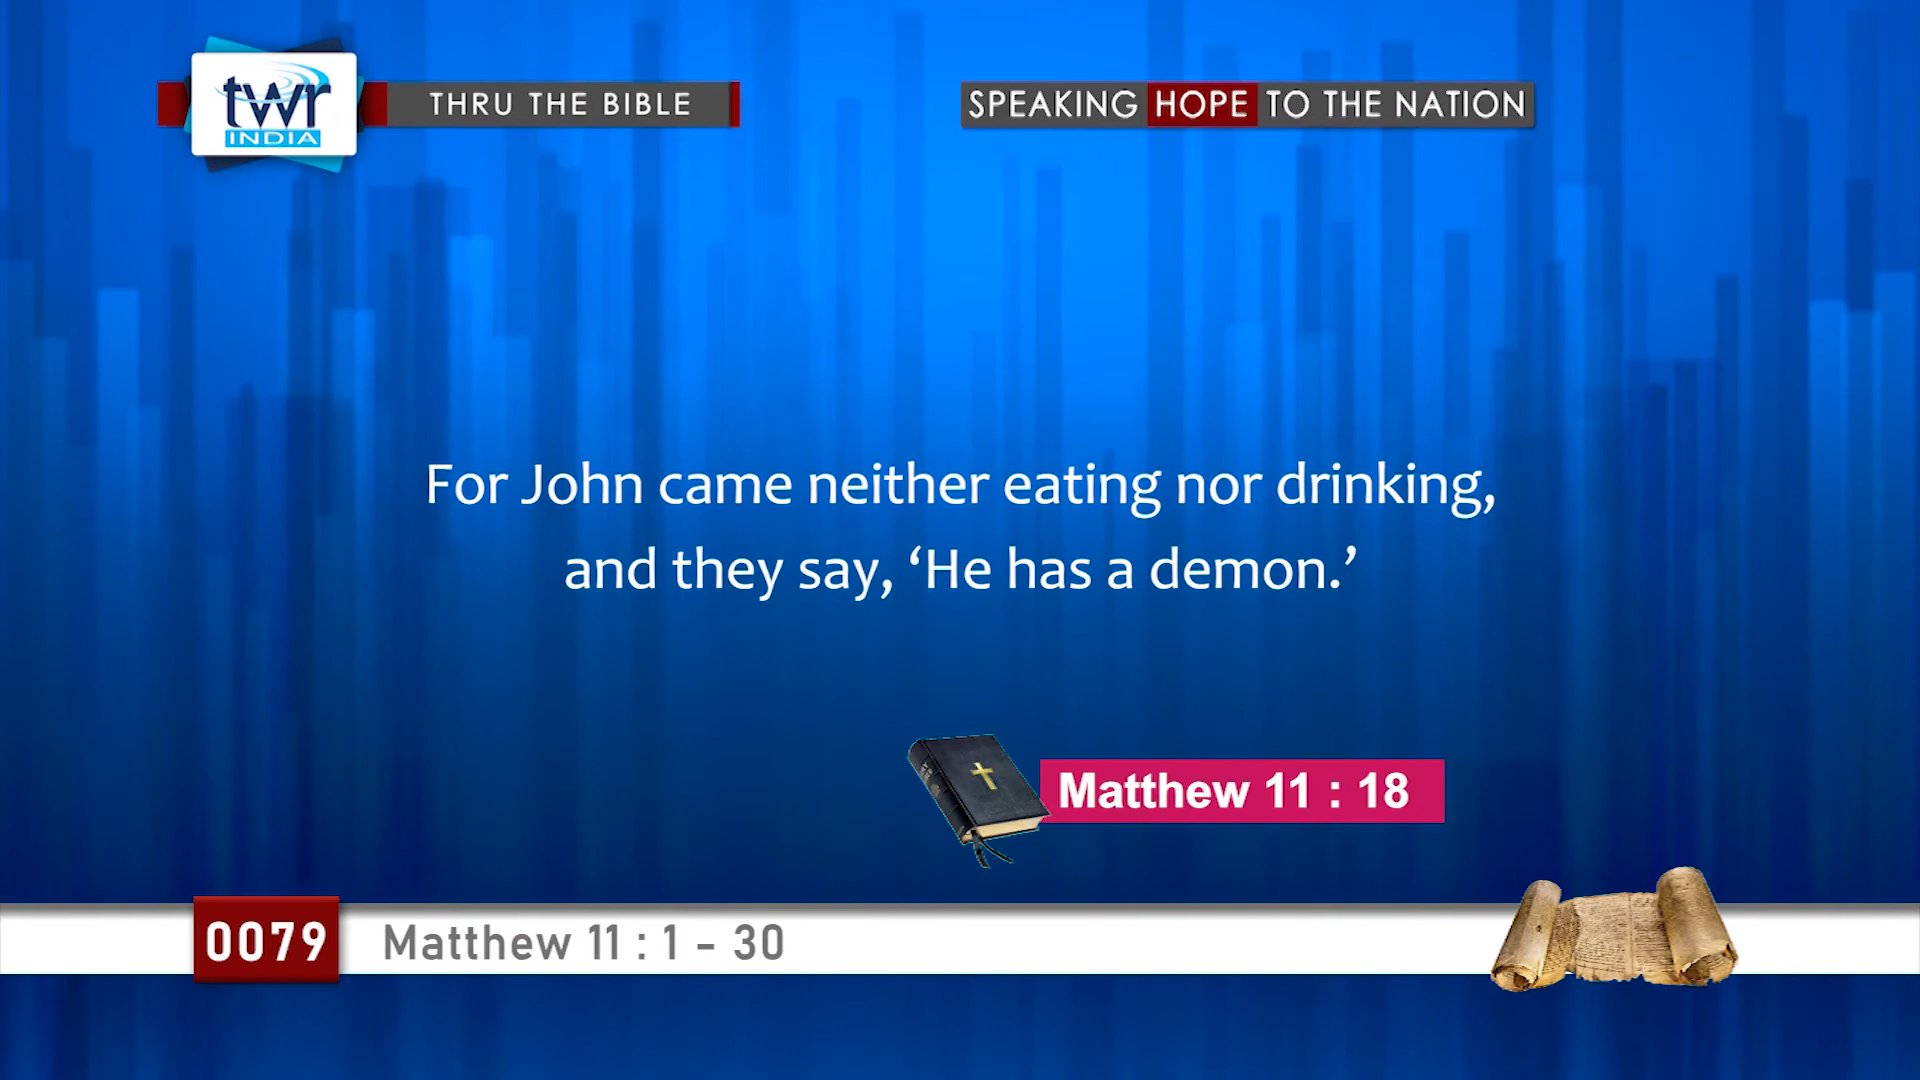 twr
INDIA
THRU THE BIBLE
SPEAKING HOPE TO THE NATION
For John came neither eating nor drinking,
and they say, ‘He has a demon.’
Matthew 11 : 18
0079
Matthew 11 : 1 - 30